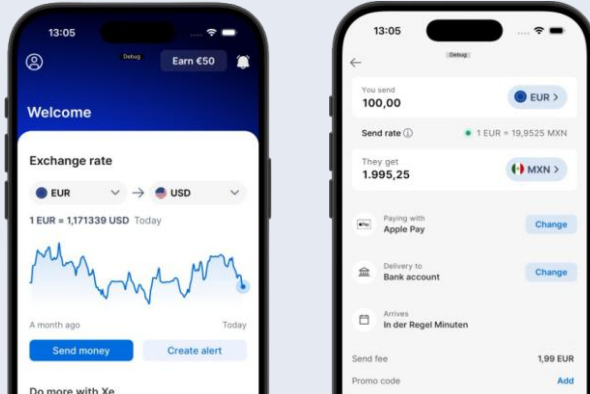 13:05
Debug
Earn €50
Welcome
Exchange rate
EUR
USD
1 EUR = 1,171339 USD Today
A month ago
Today
Send money
Create alert
Do more with Xe
13:05
Debug
You send
100,00
EUR
Send rate
1 EUR = 19,9525 MXN
They get
1.995,25
MXN
Pay
Paying with
Apple Pay
Change
Delivery to
Bank account
Change
Arrives
In der Regel Minuten
Send fee
1,99 EUR
Promo code
Add